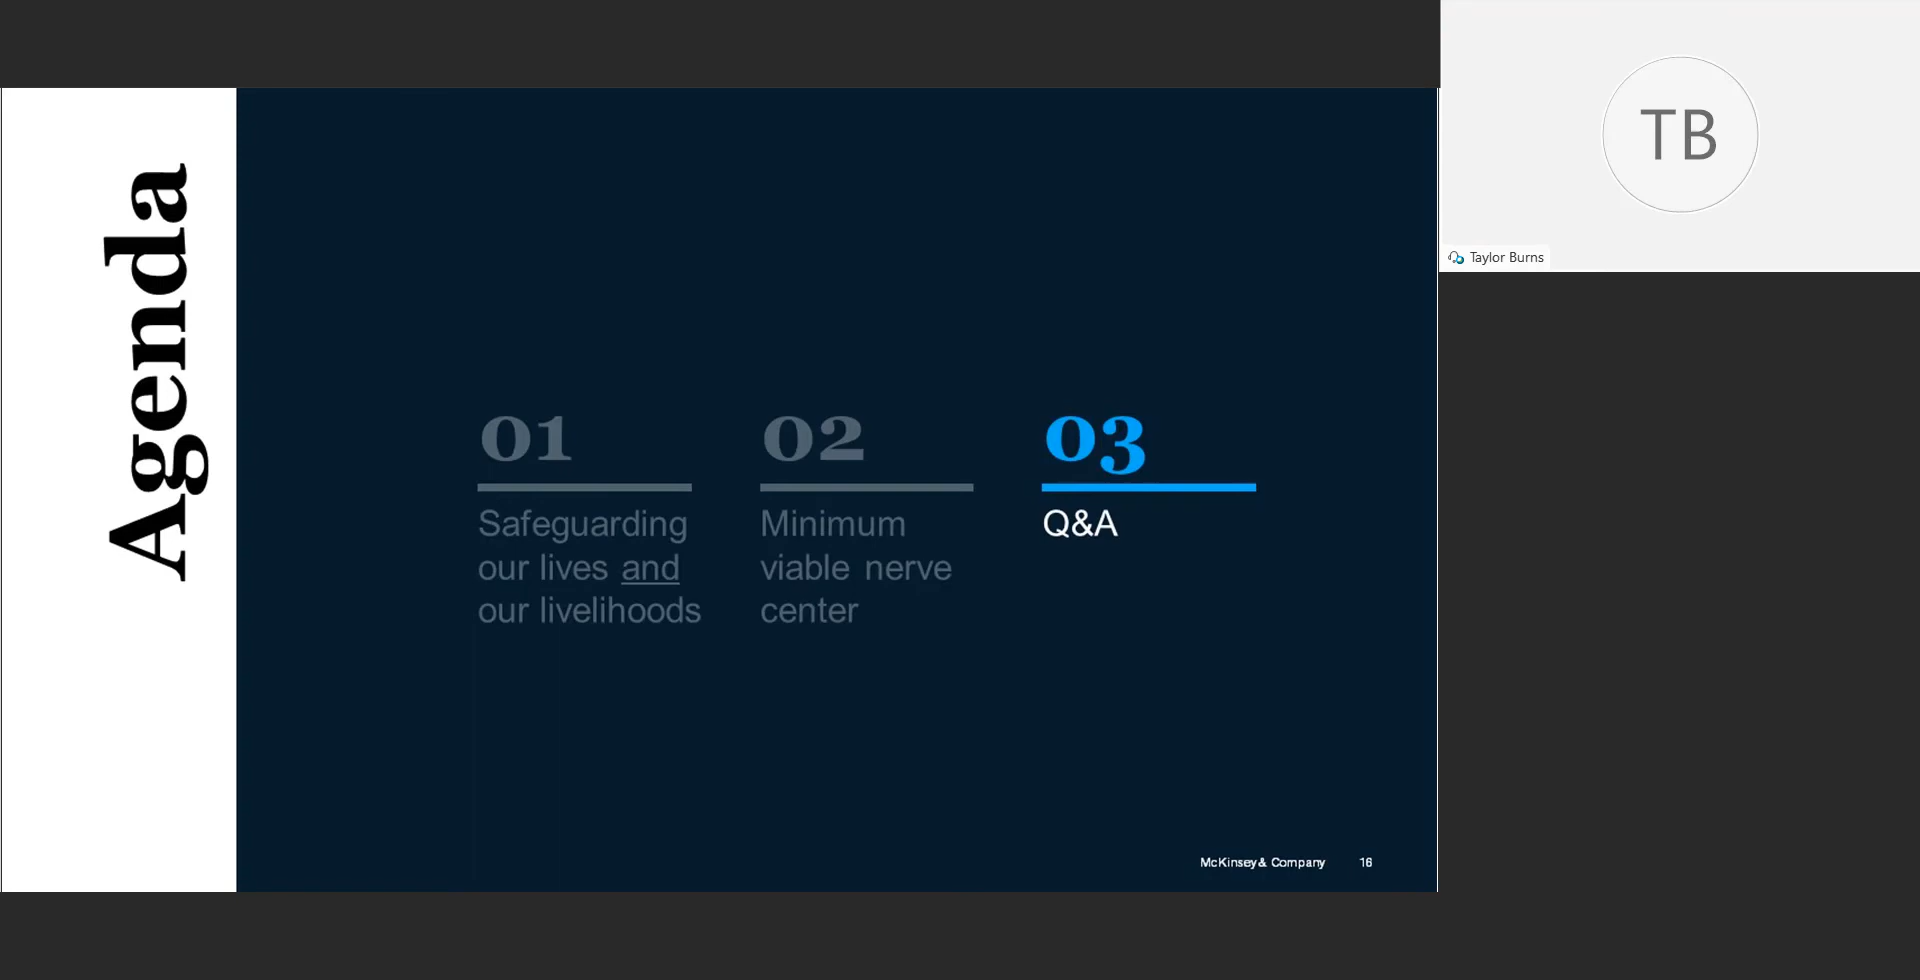 Agenda
01
Safeguarding
our lives and
our livelihoods
02
Minimum
viable nerve
center
03
Q&A
McKinsey & Company 16
TB
Taylor Burns